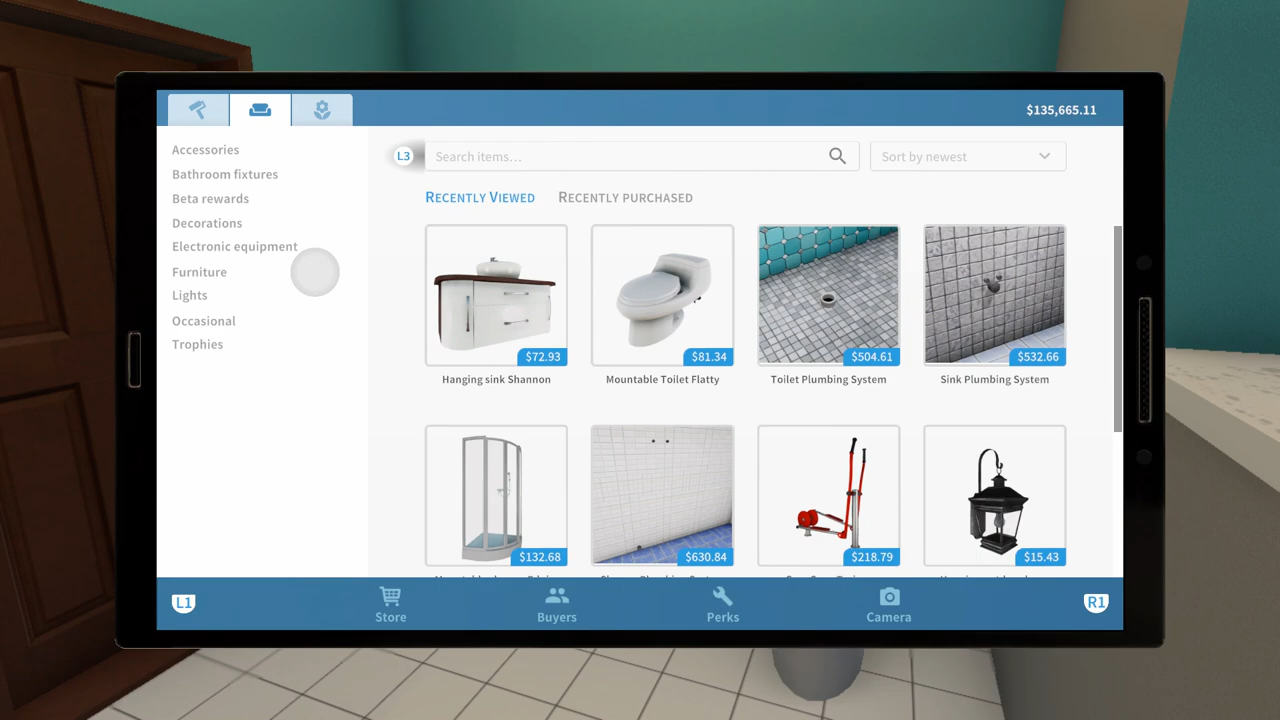 $135,665.11
Accessories
Bathroom fixtures
Beta rewards
Decorations
Electronic equipment
Furniture
Lights
Occasional
Trophies
L3
Search items...
Sort by newest
Recently Viewed
Recently purchased
$72.93
$81.34
$504.61
$532.66
Hanging sink Shannon
Mountable Toilet Flatty
Toilet Plumbing System
Sink Plumbing System
$132.68
$630.84
$218.79
$15.43
L1
Store
Buyers
Perks
Camera
R1